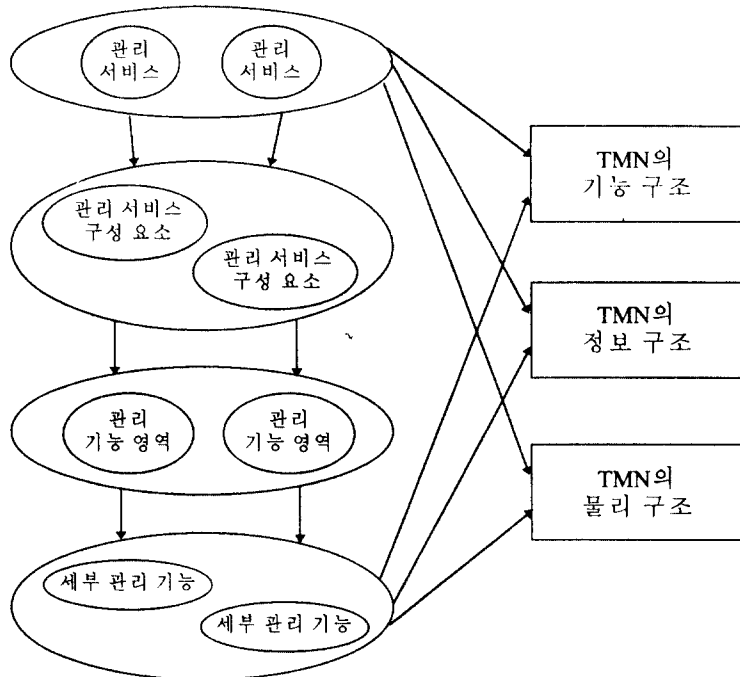 관리
서비스
관리
서비스
관리 서비스
구성 요소
관리 서비스
구성 요소
관리
기능 영역
관리
기능 영역
세부 관리 기능
세부 관리 기능
TMN의
기능 구조
TMN의
정보 구조
TMN의
물리 구조